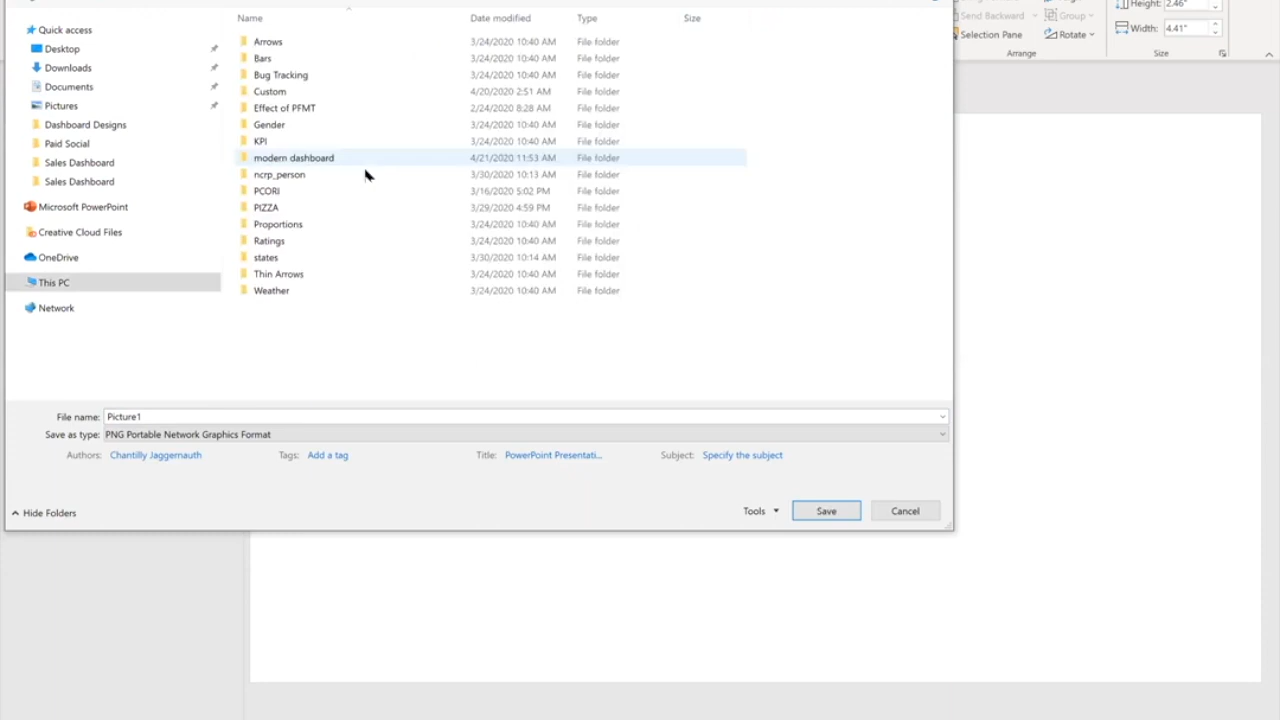 Height: 2.46"
Send Backward
Group
Selection Pane
Rotate
Width: 4.41"
Arrange
Size
Name
Date modified
Type
Size
Quick access
Desktop
Downloads
Documents
Pictures
Dashboard Designs
Paid Social
Sales Dashboard
Sales Dashboard
Microsoft PowerPoint
Creative Cloud Files
OneDrive
This PC
Network
Arrows 3/24/2020 10:40 AM File folder
Bars 3/24/2020 10:40 AM File folder
Bug Tracking 3/24/2020 10:40 AM File folder
Custom 4/20/2020 2:51 AM File folder
Effect of PFMT 2/24/2020 8:28 AM File folder
Gender 3/24/2020 10:40 AM File folder
KPI 3/24/2020 10:40 AM File folder
modern dashboard 4/21/2020 11:53 AM File folder
ncrp_person 3/30/2020 10:13 AM File folder
PCORI 3/16/2020 5:02 PM File folder
PIZZA 3/29/2020 4:59 PM File folder
Proportions 3/24/2020 10:40 AM File folder
Ratings 3/24/2020 10:40 AM File folder
states 3/30/2020 10:14 AM File folder
Thin Arrows 3/24/2020 10:40 AM File folder
Weather 3/24/2020 10:40 AM File folder
File name: Picture1
Save as type: PNG Portable Network Graphics Format
Authors: Chantilly Jaggernauth Tags: Add a tag Title: PowerPoint Presentati... Subject: Specify the subject
Hide Folders
Tools
Save
Cancel